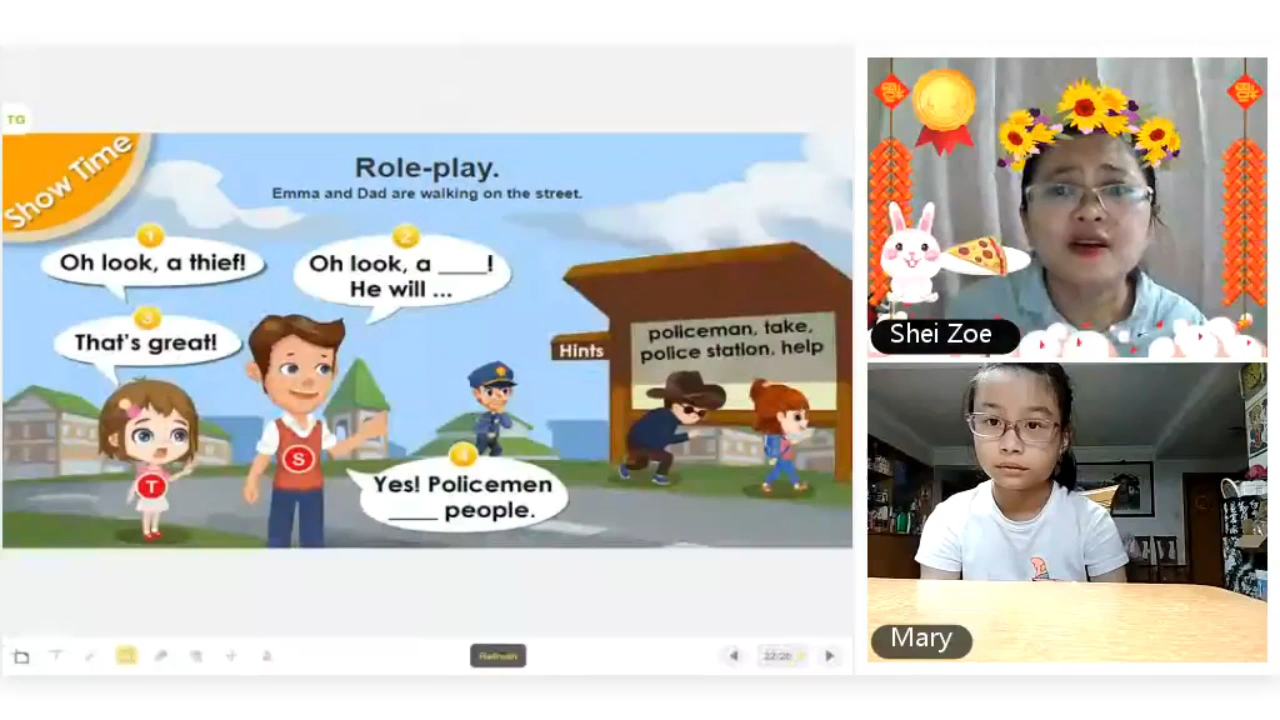 TG
Show Time
Role-play.
Emma and Dad are walking on the street.
1
Oh look, a thief!
2
Oh look, a ____!
He will ...
3
That's great!
Hints
policeman, take,
police station, help
S
T
4
Yes! Policemen
____ people.
Refresh
Shei Zoe
Mary